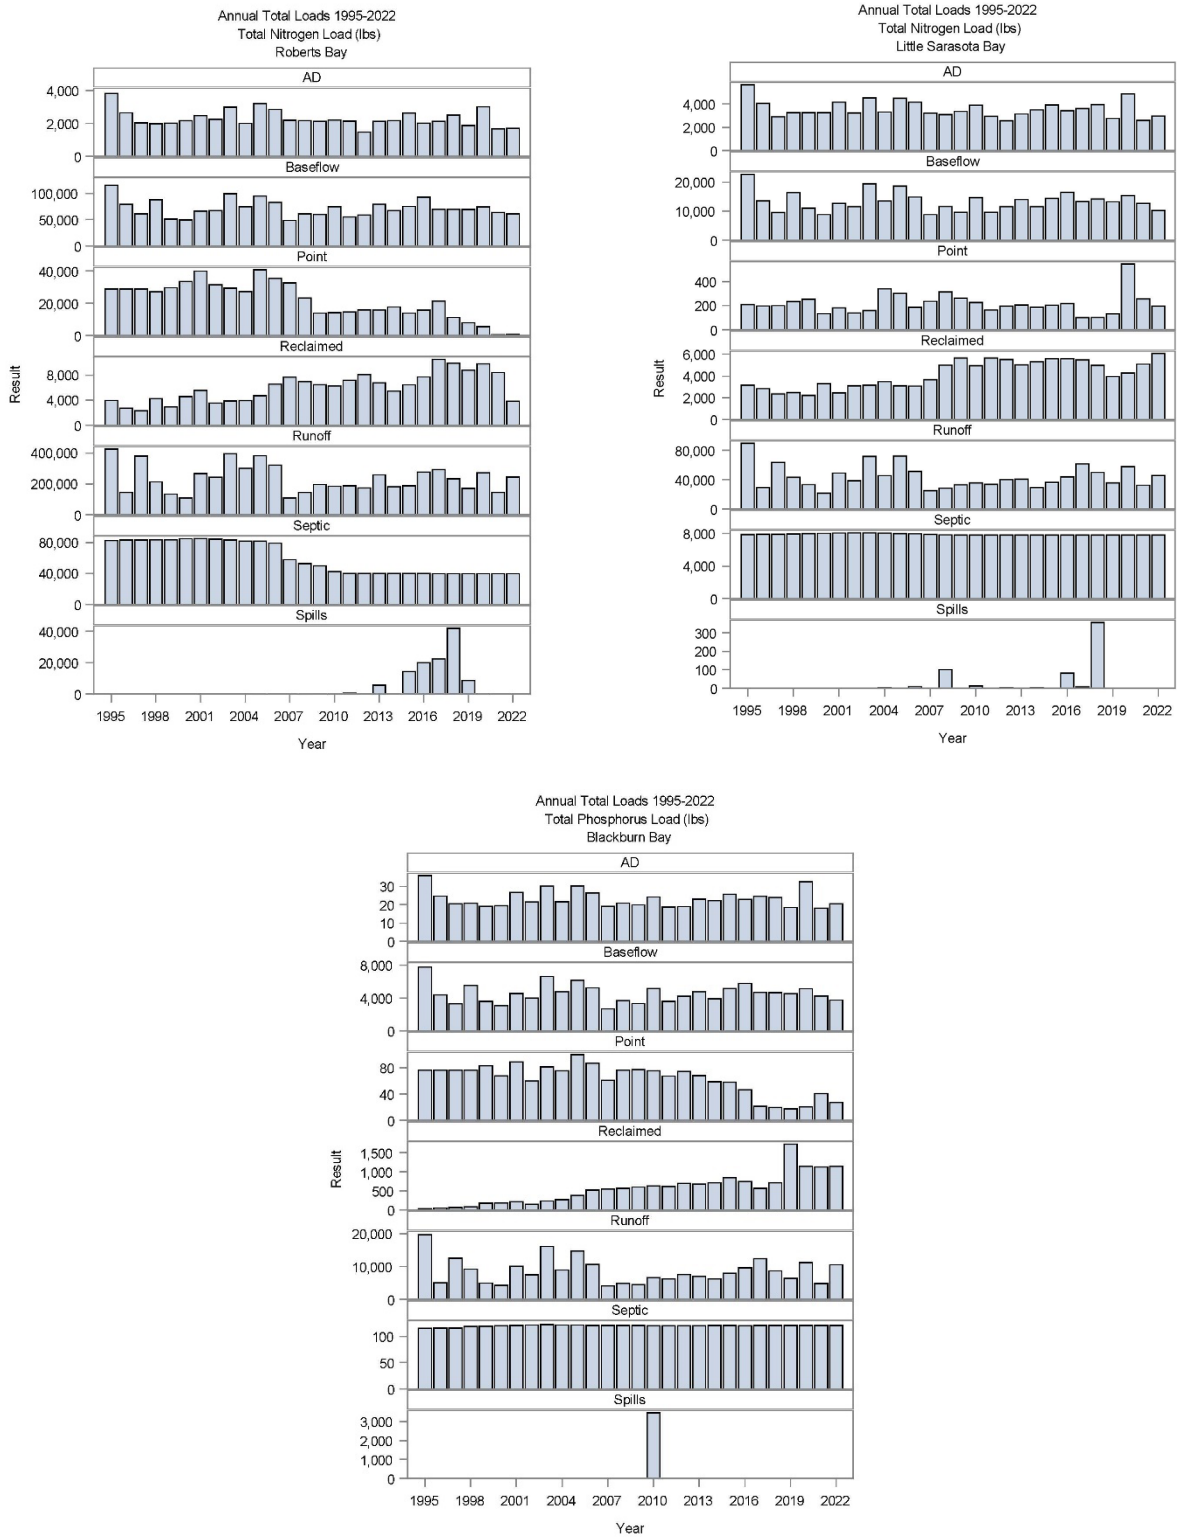 Annual Total Loads 1995-2022
Total Nitrogen Load (lbs)
Roberts Bay
AD
4,000
2,000
0
Baseflow
100,000
50,000
0
Point
40,000
20,000
0
Reclaimed
8,000
4,000
0
Runoff
400,000
200,000
0
Septic
80,000
40,000
0
Spills
40,000
20,000
0
Result
1995 1998 2001 2004 2007 2010 2013 2016 2019 2022
Year
Annual Total Loads 1995-2022
Total Nitrogen Load (lbs)
Little Sarasota Bay
AD
4,000
2,000
0
Baseflow
20,000
10,000
0
Point
400
200
0
Reclaimed
6,000
4,000
2,000
0
Runoff
80,000
40,000
0
Septic
8,000
4,000
0
Spills
300
200
100
0
Result
1995 1998 2001 2004 2007 2010 2013 2016 2019 2022
Year
Annual Total Loads 1995-2022
Total Phosphorus Load (lbs)
Blackburn Bay
AD
30
20
10
0
Baseflow
8,000
4,000
0
Point
80
40
0
Reclaimed
1,500
1,000
500
0
Runoff
20,000
10,000
0
Septic
100
50
0
Spills
3,000
2,000
1,000
0
Result
1995 1998 2001 2004 2007 2010 2013 2016 2019 2022
Year